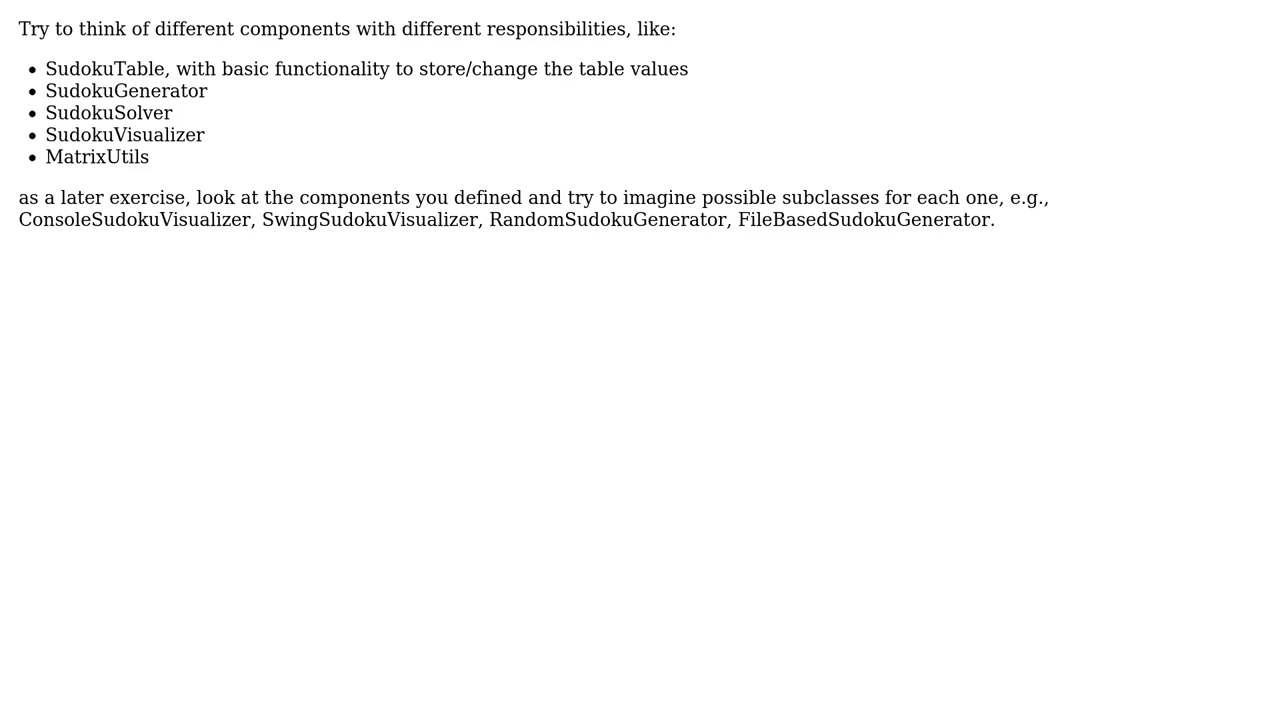 Try to think of different components with different responsibilities, like:
• SudokuTable, with basic functionality to store/change the table values
• SudokuGenerator
• SudokuSolver
• SudokuVisualizer
• MatrixUtils
as a later exercise, look at the components you defined and try to imagine possible subclasses for each one, e.g.,
ConsoleSudokuVisualizer, SwingSudokuVisualizer, RandomSudokuGenerator, FileBasedSudokuGenerator.